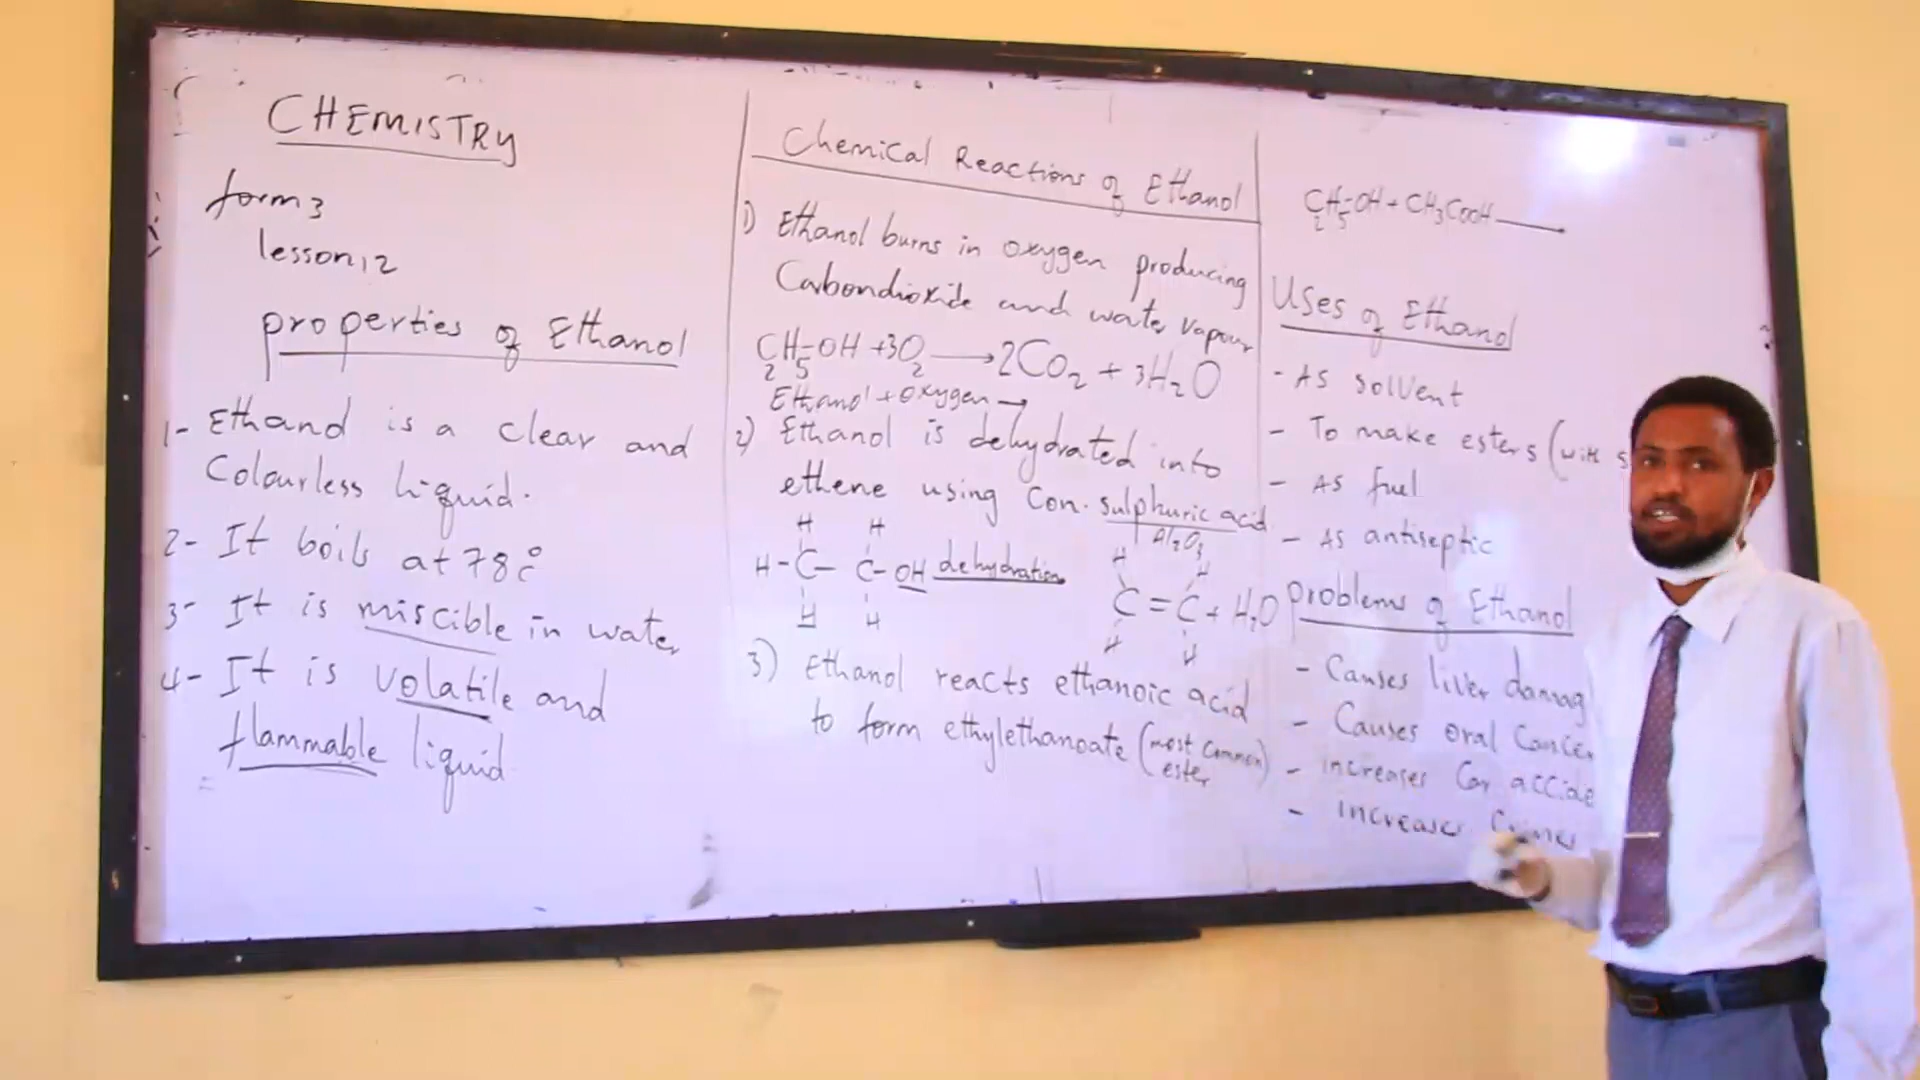 CHEMISTRY
form 3
lesson 12
properties of Ethanol
1- Ethanol is a clear and
Colourless liquid.
2- It boils at 78°c
3- It is miscible in water
4- It is volatile and
flammable liquid
Chemical Reactions of Ethanol
1) Ethanol burns in oxygen producing
Carbondioxide and water vapour
C2H5-OH + 3O2 → 2CO2 + 3H2O
Ethanol + oxygen →
2) Ethanol is dehydrated into
ethene using Con. sulphuric acid
Al2O3
H H H H
H-C- C-OH dehydration C=C + H2O
H H H H
3) Ethanol reacts ethanoic acid
to form ethylethanoate (most common)
ester
C2H5-OH + CH3COOH →
Uses of Ethanol
- As solvent
- To make esters (with
- As fuel
- As antiseptic
problems of Ethanol
- Causes liver damag
- Causes oral Cancer
- increases Car accide
- increases Crimes